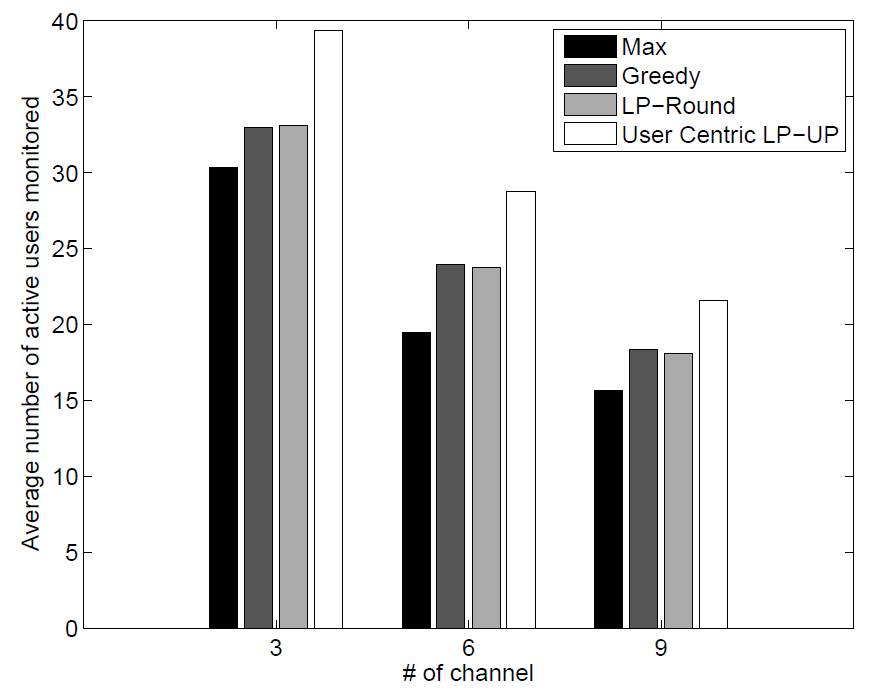 Average number of active users monitored
40
35
30
25
20
15
10
5
0
Max
Greedy
LP−Round
User Centric LP−UP
3
6
9
# of channel